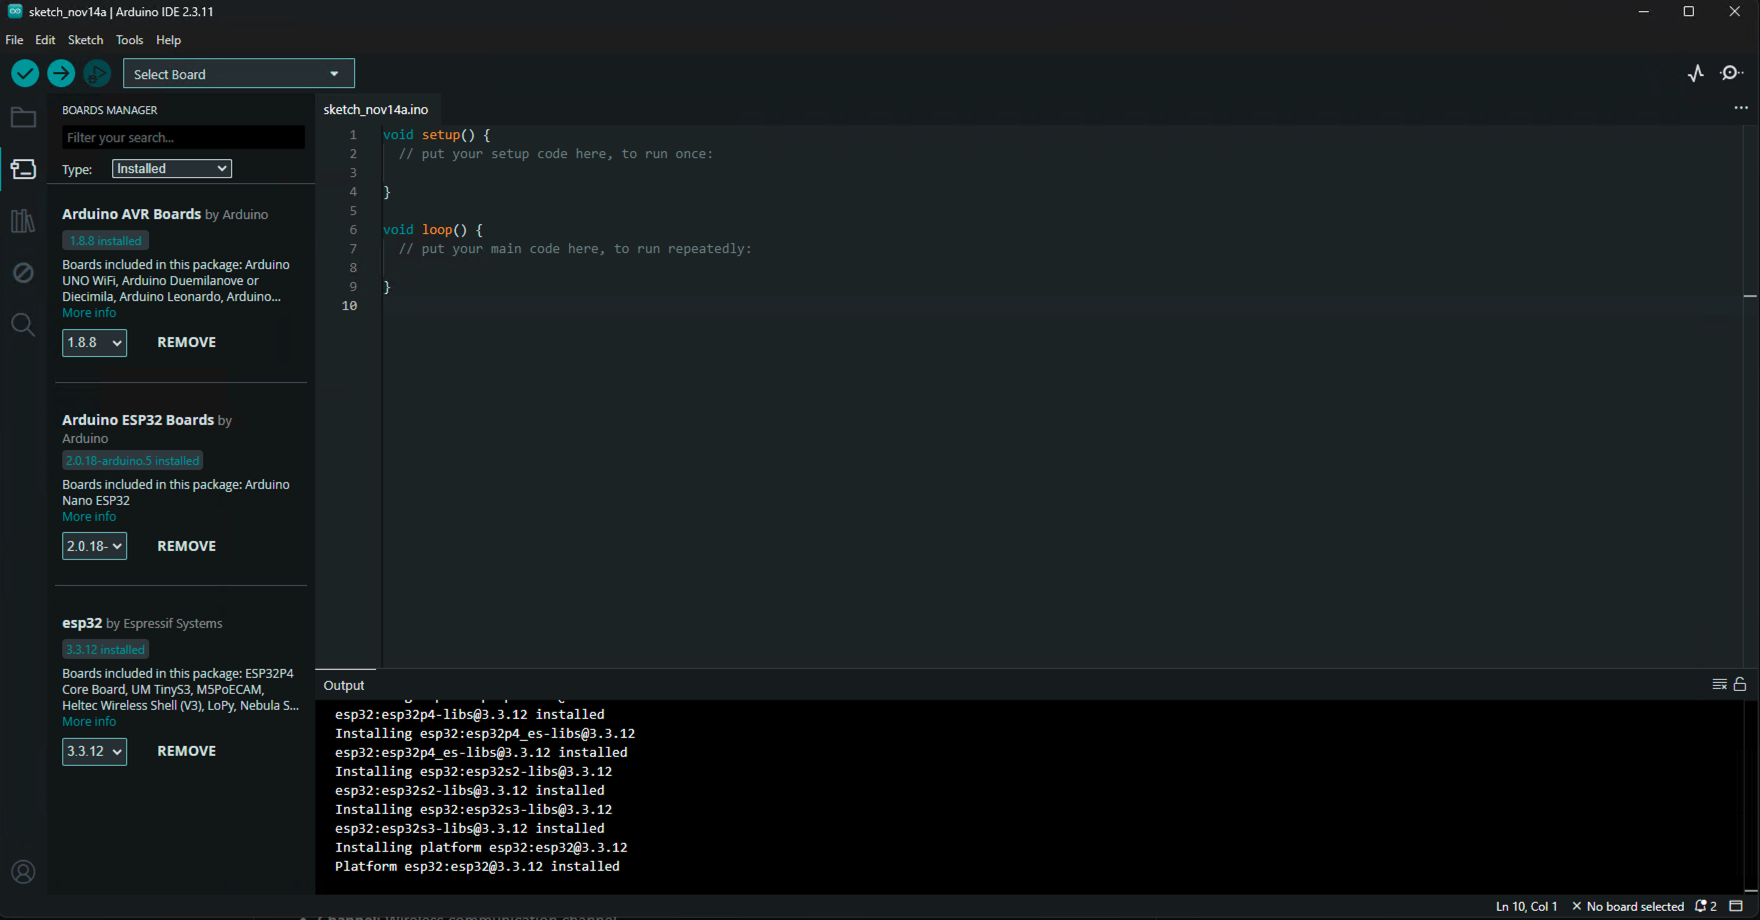 sketch_nov14a | Arduino IDE 2.3.11
File Edit Sketch Tools Help
Select Board
BOARDS MANAGER
Filter your search...
Type: Installed
Arduino AVR Boards by Arduino
1.8.8 installed
Boards included in this package: Arduino
UNO WiFi, Arduino Duemilanove or
Diecimila, Arduino Leonardo, Arduino...
More info
1.8.8 REMOVE
Arduino ESP32 Boards by
Arduino
2.0.18-arduino.5 installed
Boards included in this package: Arduino
Nano ESP32
More info
2.0.18- REMOVE
esp32 by Espressif Systems
3.3.12 installed
Boards included in this package: ESP32P4
Core Board, UM TinyS3, M5PoECAM,
Heltec Wireless Shell (V3), LoPy, Nebula S...
More info
3.3.12 REMOVE
sketch_nov14a.ino
1 void setup() {
2 // put your setup code here, to run once:
3
4 }
5
6 void loop() {
7 // put your main code here, to run repeatedly:
8
9 }
10
Output
esp32:esp32p4-libs@3.3.12 installed
Installing esp32:esp32p4_es-libs@3.3.12
esp32:esp32p4_es-libs@3.3.12 installed
Installing esp32:esp32s2-libs@3.3.12
esp32:esp32s2-libs@3.3.12 installed
Installing esp32:esp32s3-libs@3.3.12
esp32:esp32s3-libs@3.3.12 installed
Installing platform esp32:esp32@3.3.12
Platform esp32:esp32@3.3.12 installed
Ln 10, Col 1 × No board selected 2